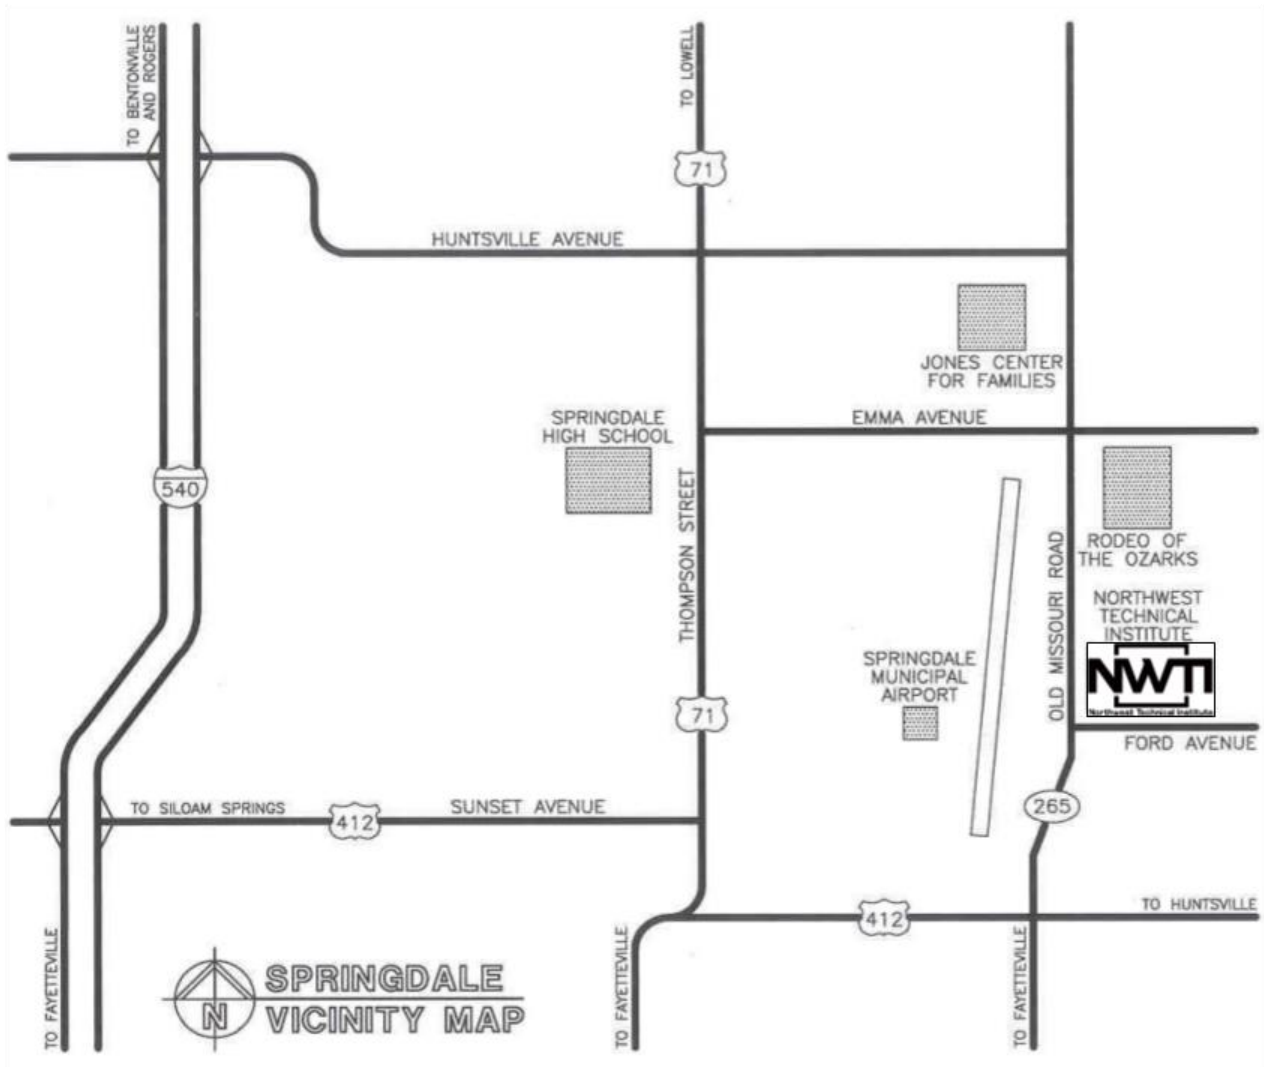 TO BENTONVILLE
AND ROGERS
TO LOWELL
71
HUNTSVILLE AVENUE
JONES CENTER
FOR FAMILIES
SPRINGDALE
HIGH SCHOOL
EMMA AVENUE
540
THOMPSON STREET
OLD MISSOURI ROAD
RODEO OF
THE OZARKS
NORTHWEST
TECHNICAL
INSTITUTE
NWTI
Northwest Technical Institute
SPRINGDALE
MUNICIPAL
AIRPORT
71
FORD AVENUE
TO SILOAM SPRINGS
412
SUNSET AVENUE
265
412
TO HUNTSVILLE
TO FAYETTEVILLE
TO FAYETTEVILLE
TO FAYETTEVILLE
N
SPRINGDALE
VICINITY MAP